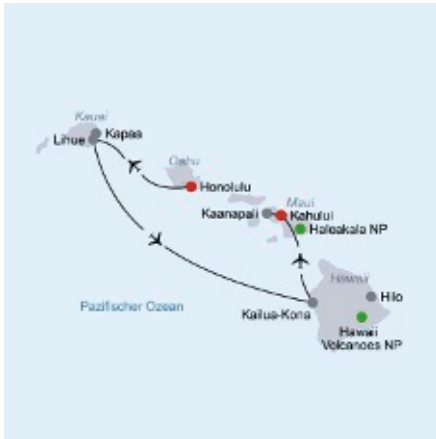 Kauai
Kapaa
Lihue
Oahu
Honolulu
Maui
Kaanapali
Kahului
Haleakala NP
Hawaii
Hilo
Pazifischer Ozean
Kailua-Kona
Hawaii
Volcanoes NP